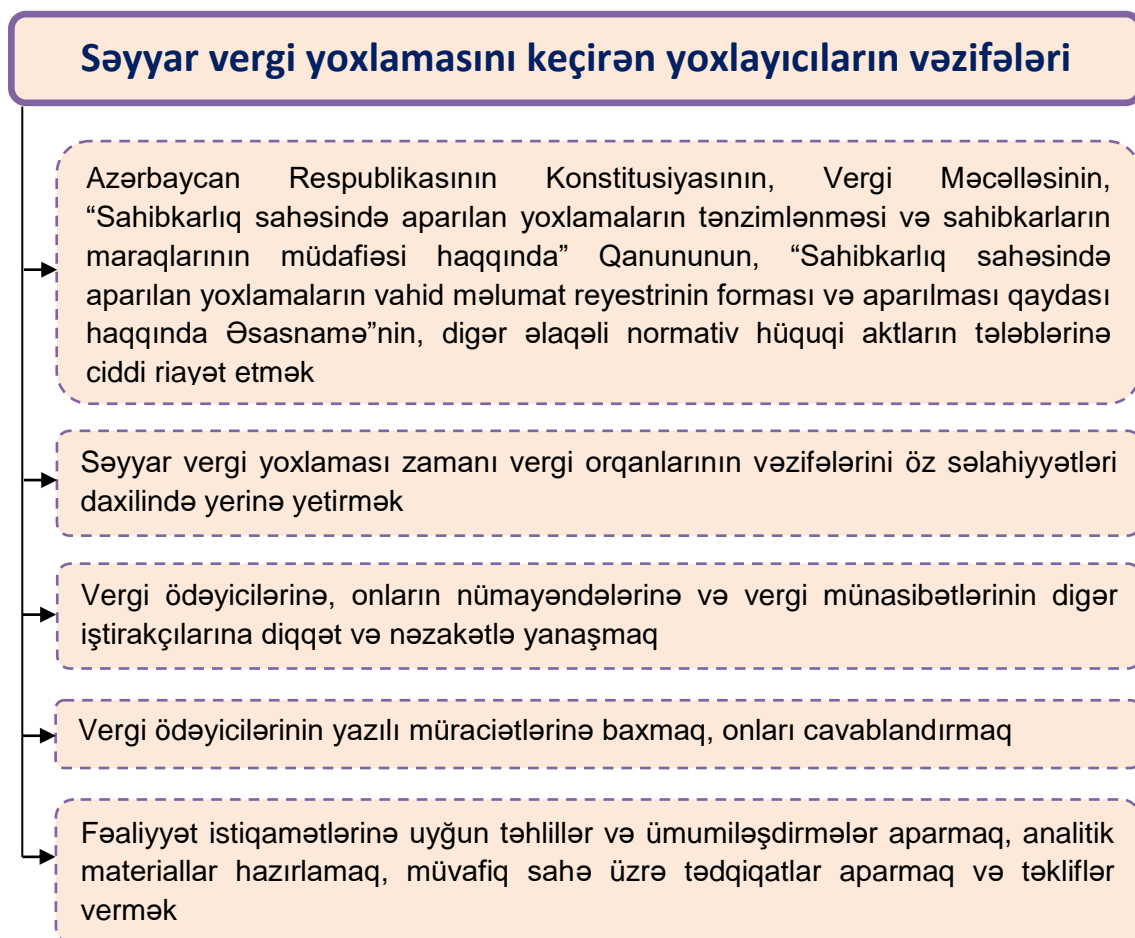 Səyyar vergi yoxlamasını keçirən yoxlayıcıların vəzifələri
Azərbaycan Respublikasının Konstitusiyasının, Vergi Məcəlləsinin,
“Sahibkarlıq sahəsində aparılan yoxlamaların tənzimlənməsi və sahibkarların
maraqlarının müdafiəsi haqqında” Qanununun, “Sahibkarlıq sahəsində
aparılan yoxlamaların vahid məlumat reyestrinin forması və aparılması qaydası
haqqında Əsasnamə”nin, digər əlaqəli normativ hüquqi aktların tələblərinə
ciddi riayət etmək
Səyyar vergi yoxlaması zamanı vergi orqanlarının vəzifələrini öz səlahiyyətləri
daxilində yerinə yetirmək
Vergi ödəyicilərinə, onların nümayəndələrinə və vergi münasibətlərinin digər
iştirakçılarına diqqət və nəzakətlə yanaşmaq
Vergi ödəyicilərinin yazılı müraciətlərinə baxmaq, onları cavablandırmaq
Fəaliyyət istiqamətlərinə uyğun təhlillər və ümumiləşdirmələr aparmaq, analitik
materiallar hazırlamaq, müvafiq sahə üzrə tədqiqatlar aparmaq və təkliflər
vermək